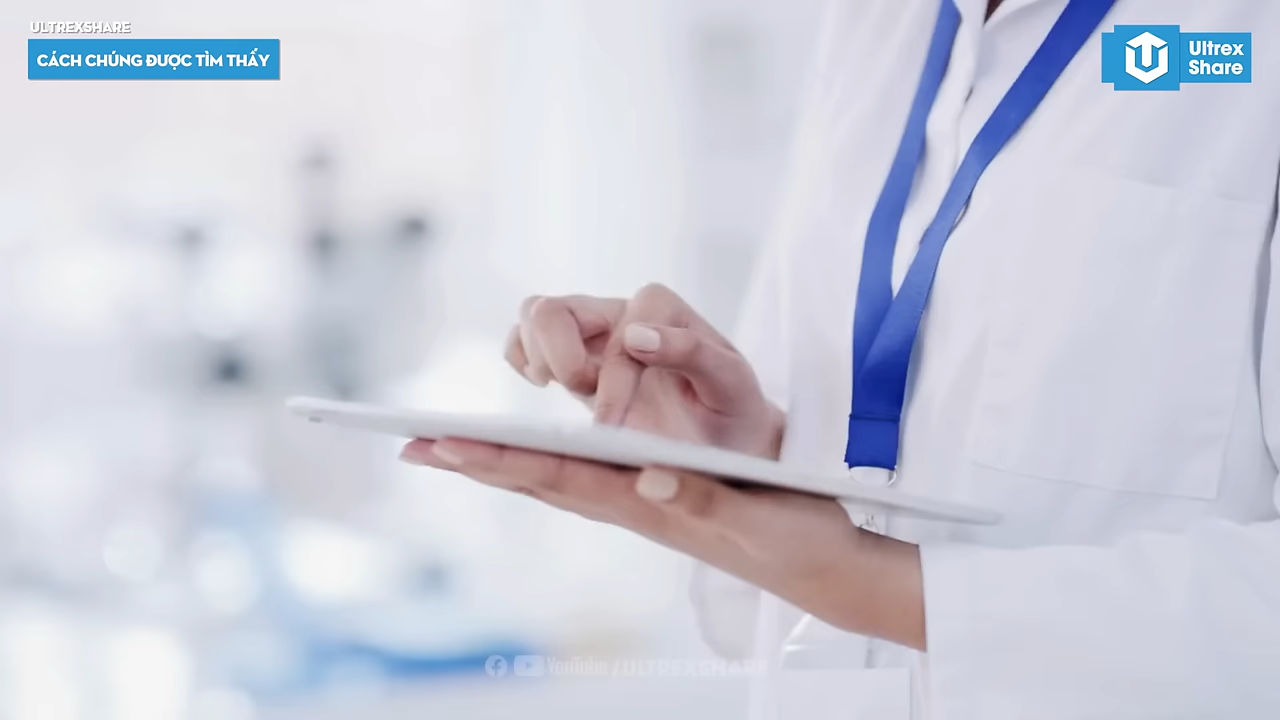 ULTREXSHARE
CÁCH CHÚNG ĐƯỢC TÌM THẤY
Ultrex
Share
YouTube / ULTREXSHARE